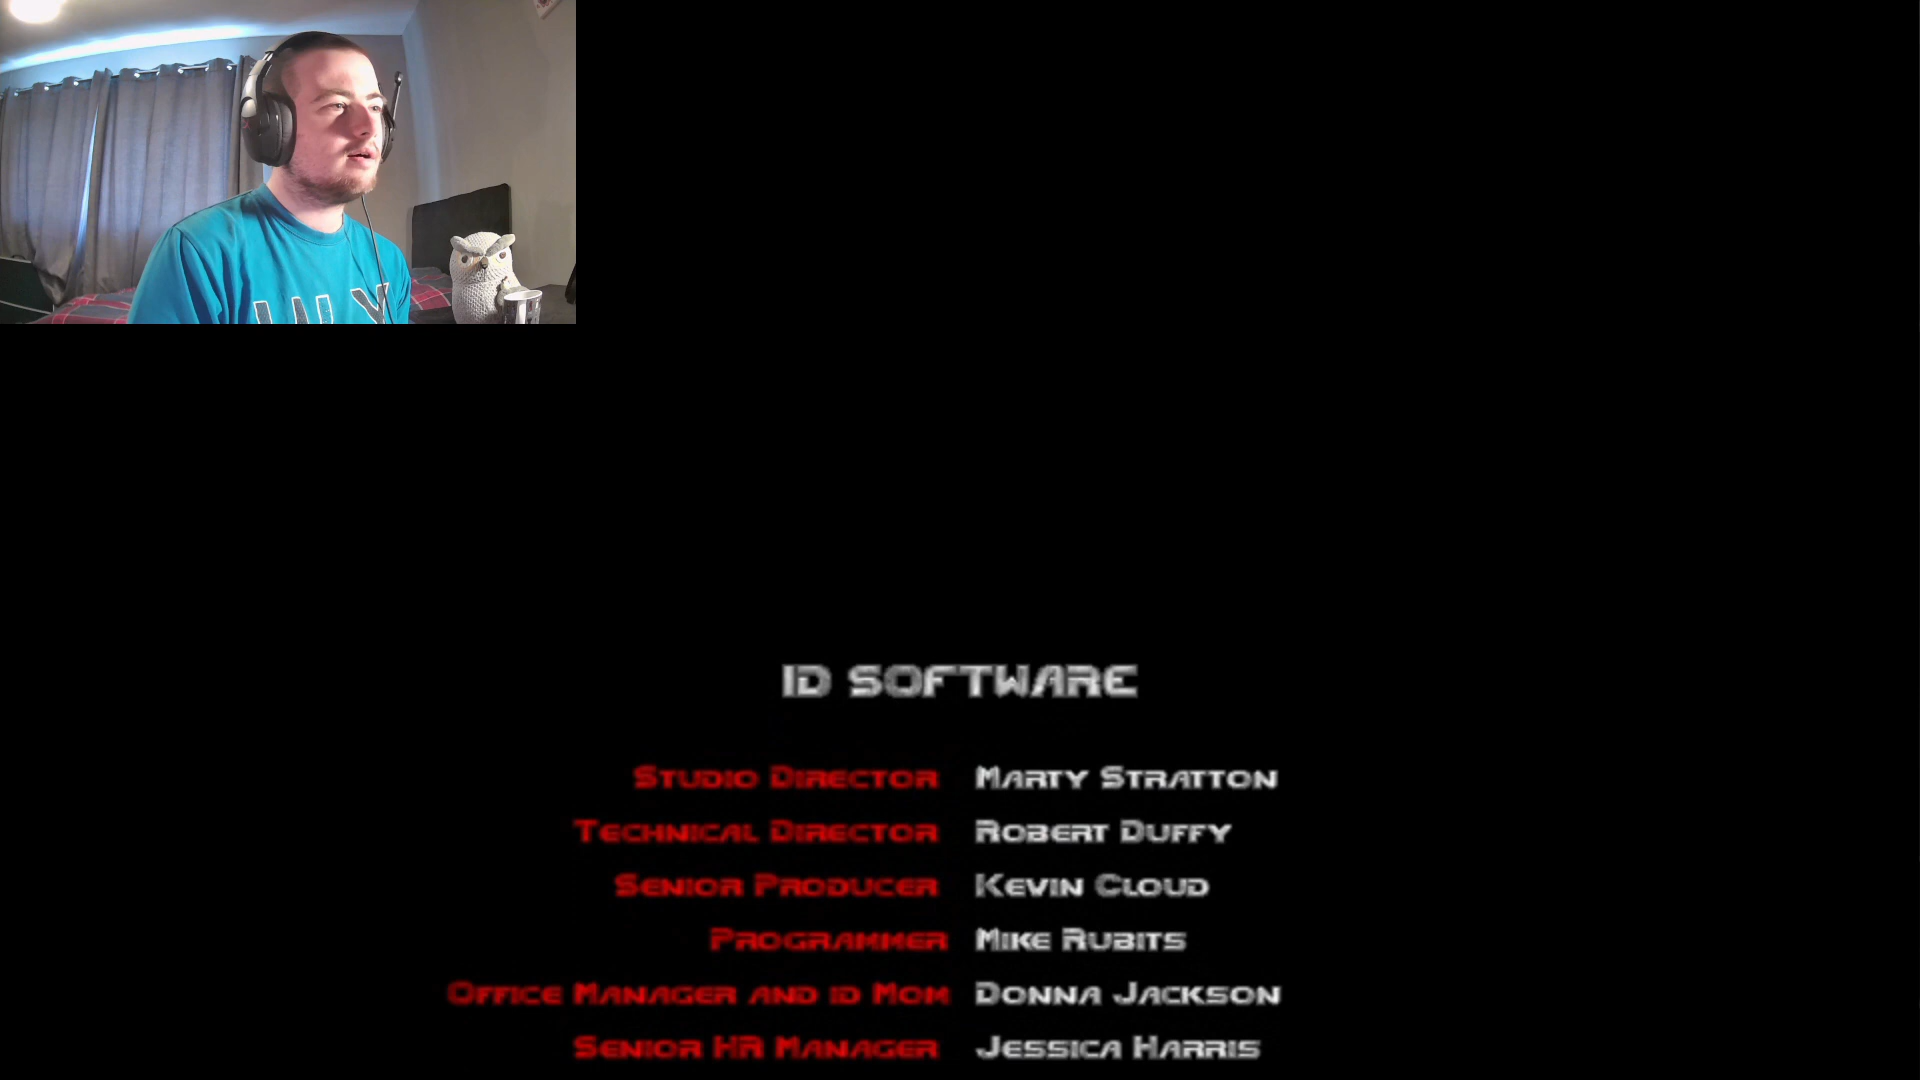 ID SOFTWARE
STUDIO DIRECTOR MARTY STRATTON
TECHNICAL DIRECTOR ROBERT DUFFY
SENIOR PRODUCER KEVIN CLOUD
PROGRAMMER MIKE RUBITS
OFFICE MANAGER AND ID MOM DONNA JACKSON
SENIOR HR MANAGER JESSICA HARRIS